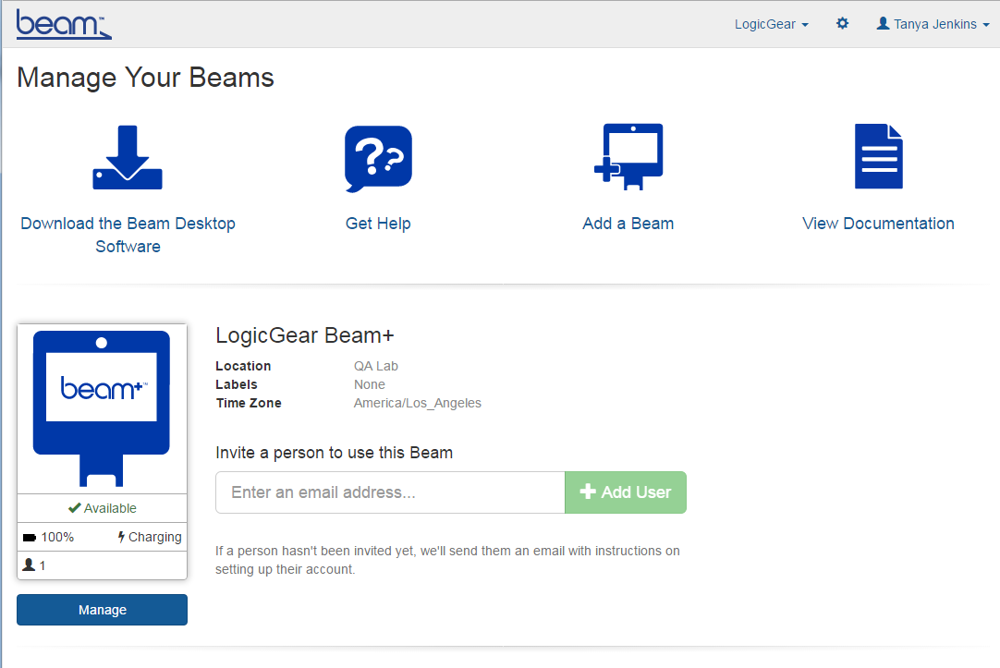 beam™
LogicGear
Tanya Jenkins
Manage Your Beams
Download the Beam Desktop
Software
Get Help
Add a Beam
View Documentation
beam+™
Available
100% Charging
1
Manage
LogicGear Beam+
Location QA Lab
Labels None
Time Zone America/Los_Angeles
Invite a person to use this Beam
Enter an email address...
Add User
If a person hasn't been invited yet, we'll send them an email with instructions on
setting up their account.